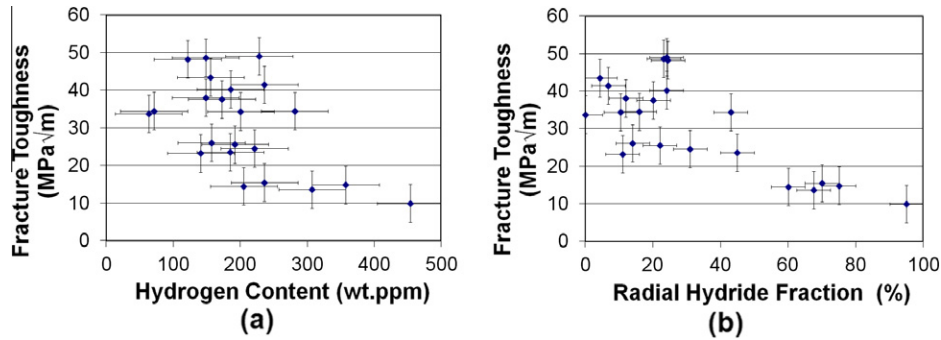 Fracture Toughness
(MPa√m)
60
50
40
30
20
10
0
0 100 200 300 400 500
Hydrogen Content (wt.ppm)
(a)
Fracture Toughness
(MPa√m)
60
50
40
30
20
10
0
0 20 40 60 80 100
Radial Hydride Fraction (%)
(b)